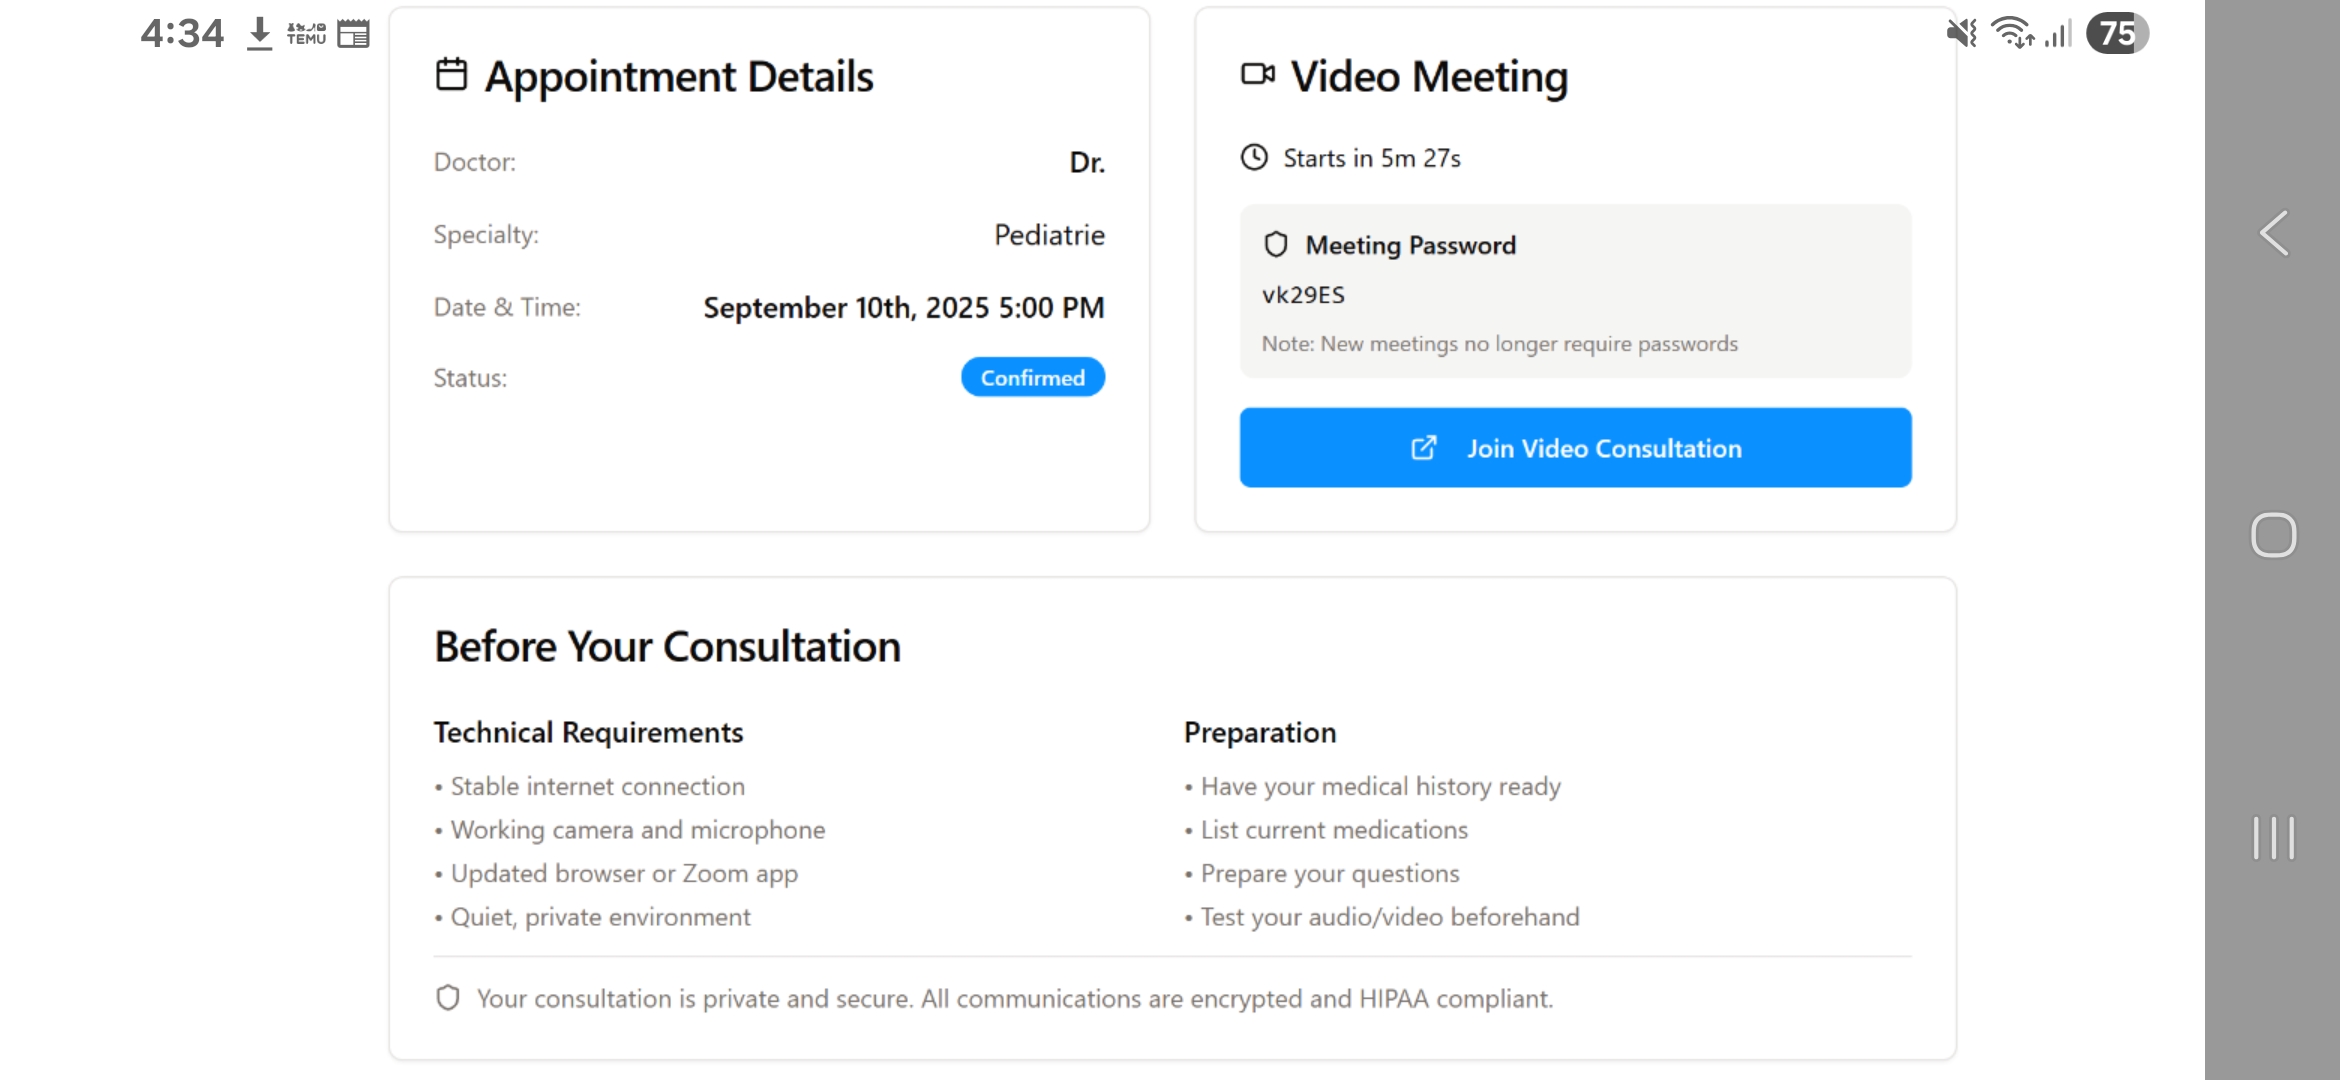 4:34
TEMU
75
Appointment Details
Doctor:
Dr.
Specialty:
Pediatrie
Date & Time:
September 10th, 2025 5:00 PM
Status:
Confirmed
Video Meeting
Starts in 5m 27s
Meeting Password
vk29ES
Note: New meetings no longer require passwords
Join Video Consultation
Before Your Consultation
Technical Requirements
• Stable internet connection
• Working camera and microphone
• Updated browser or Zoom app
• Quiet, private environment
Preparation
• Have your medical history ready
• List current medications
• Prepare your questions
• Test your audio/video beforehand
Your consultation is private and secure. All communications are encrypted and HIPAA compliant.